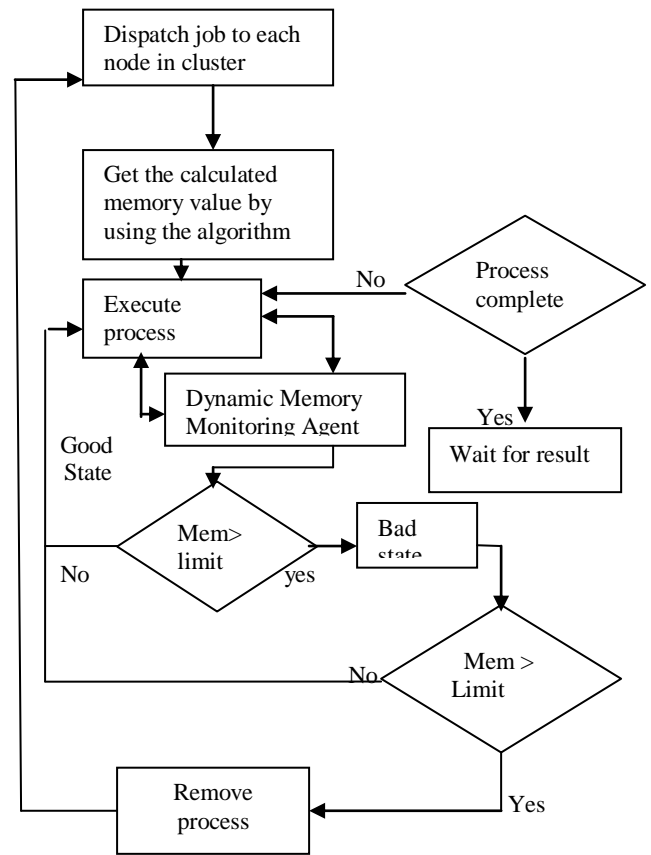 Dispatch job to each
node in cluster
Get the calculated
memory value by
using the algorithm
No
Process
complete
Execute
process
Dynamic Memory
Monitoring Agent
Yes
Wait for result
Good
State
Mem>
limit
Bad
state
No
yes
No
Mem >
Limit
Remove
process
Yes